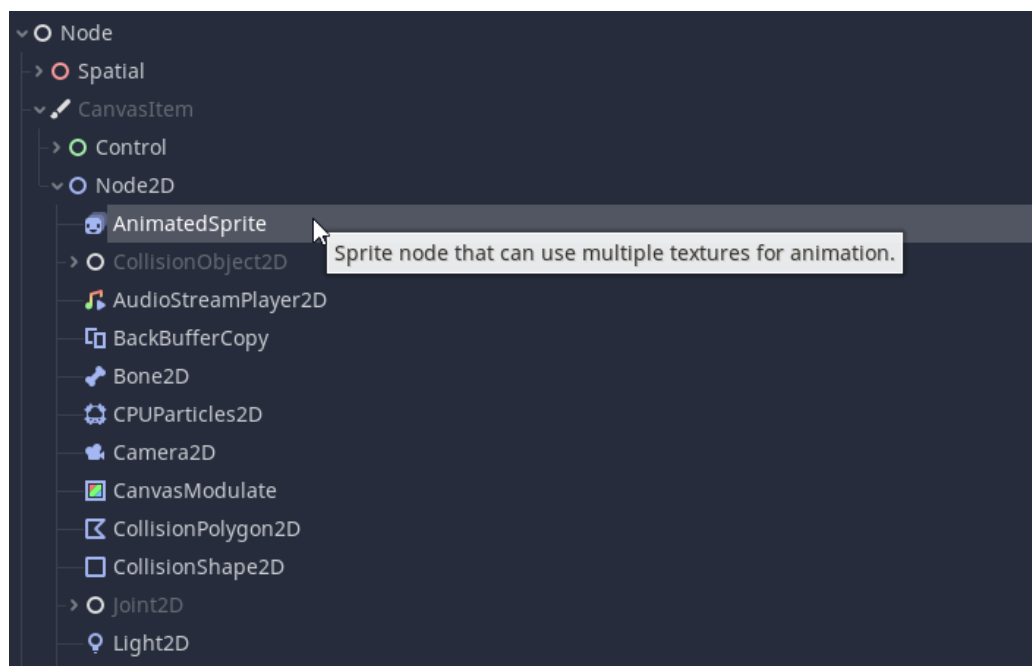 Node
Spatial
CanvasItem
Control
Node2D
AnimatedSprite
Sprite node that can use multiple textures for animation.
CollisionObject2D
AudioStreamPlayer2D
BackBufferCopy
Bone2D
CPUParticles2D
Camera2D
CanvasModulate
CollisionPolygon2D
CollisionShape2D
Joint2D
Light2D